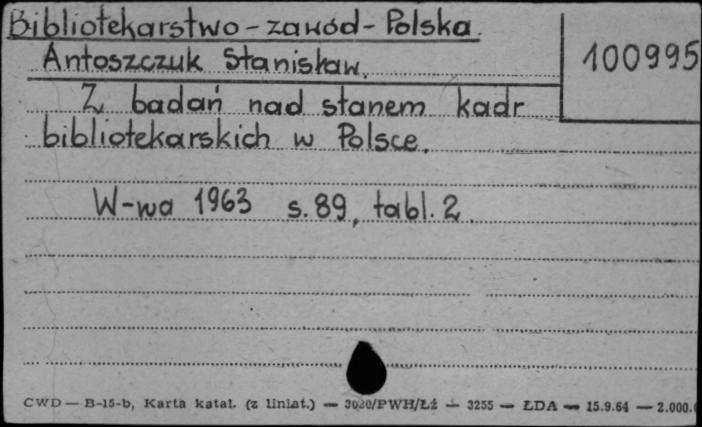 Bibliotekarstwo - zawód - Polska.
Antoszczuk Stanisław.
100995
Z badań nad stanem kadr
bibliotekarskich w Polsce.
W-wa 1963 s. 89, tabl. 2.
CWD — B-15-b, Karta katal. (z liniat.) — 3020/PWH/Łź — 3255 — ŁDA — 15.9.64 — 2.000.